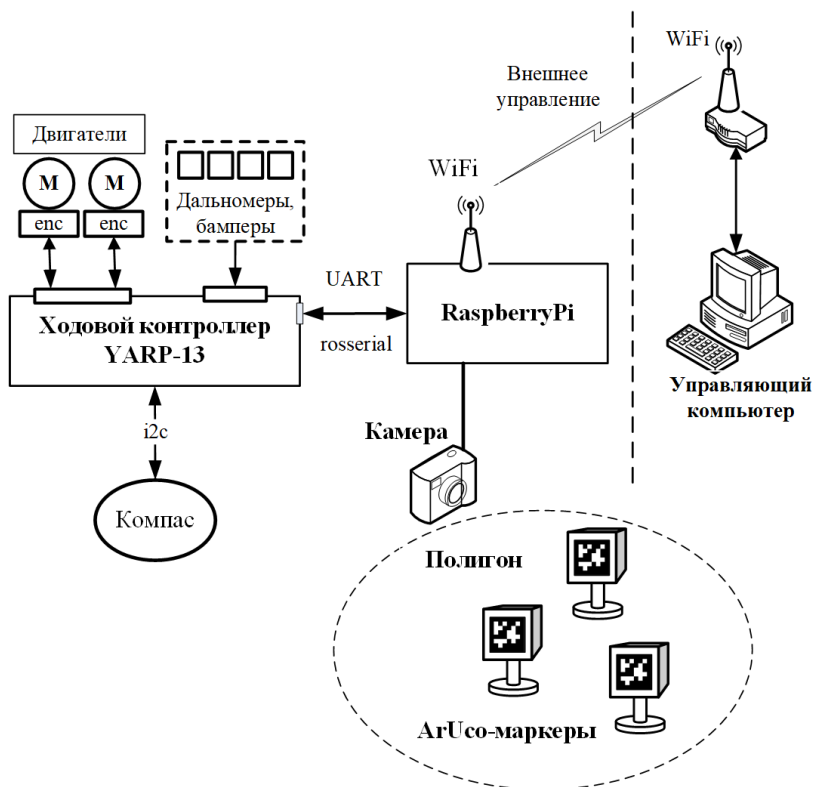 WiFi
Внешнее
управление
Двигатели
М
М
enc
enc
Дальномеры,
бамперы
WiFi
UART
rosserial
Ходовой контроллер
YARP-13
RaspberryPi
Управляющий
компьютер
i2c
Камера
Компас
Полигон
ArUco-маркеры